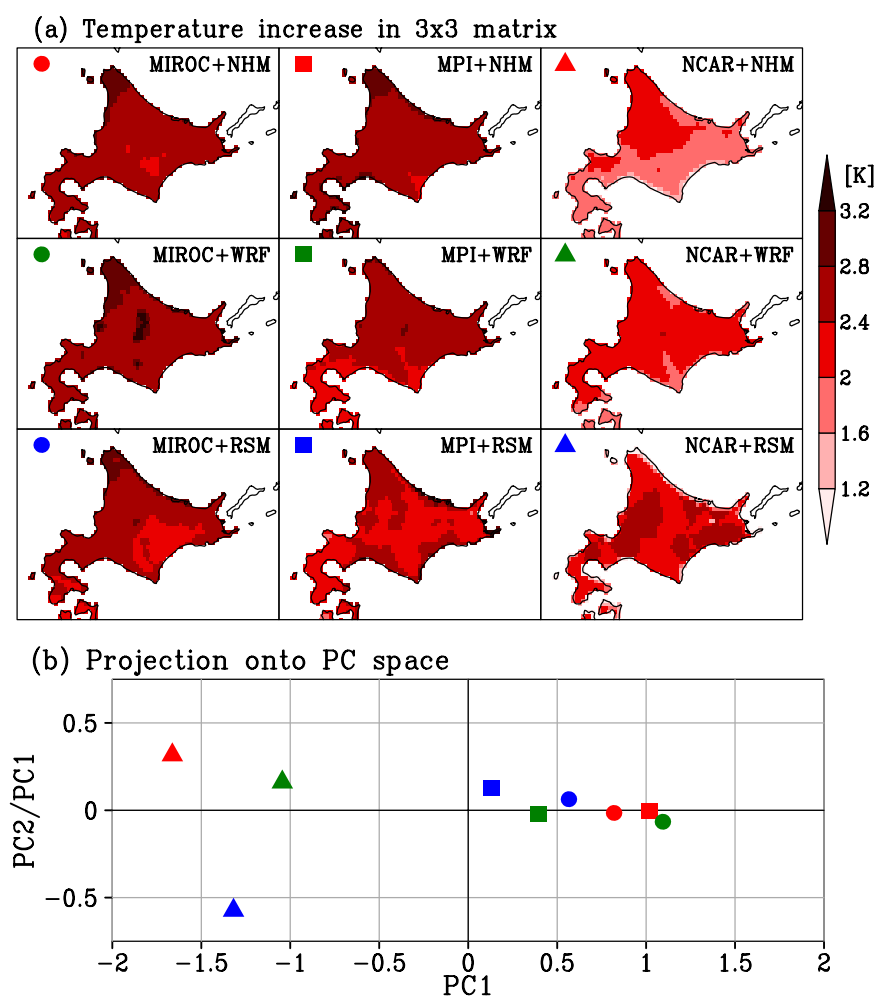 (a) Temperature increase in 3x3 matrix
MIROC+NHM MPI+NHM NCAR+NHM
[K]
3.2
2.8
2.4
2
1.6
1.2
MIROC+WRF MPI+WRF NCAR+WRF
MIROC+RSM MPI+RSM NCAR+RSM
(b) Projection onto PC space
PC2/PC1
0.5
0
−0.5
−2 −1.5 −1 −0.5 0 0.5 1 1.5 2
PC1